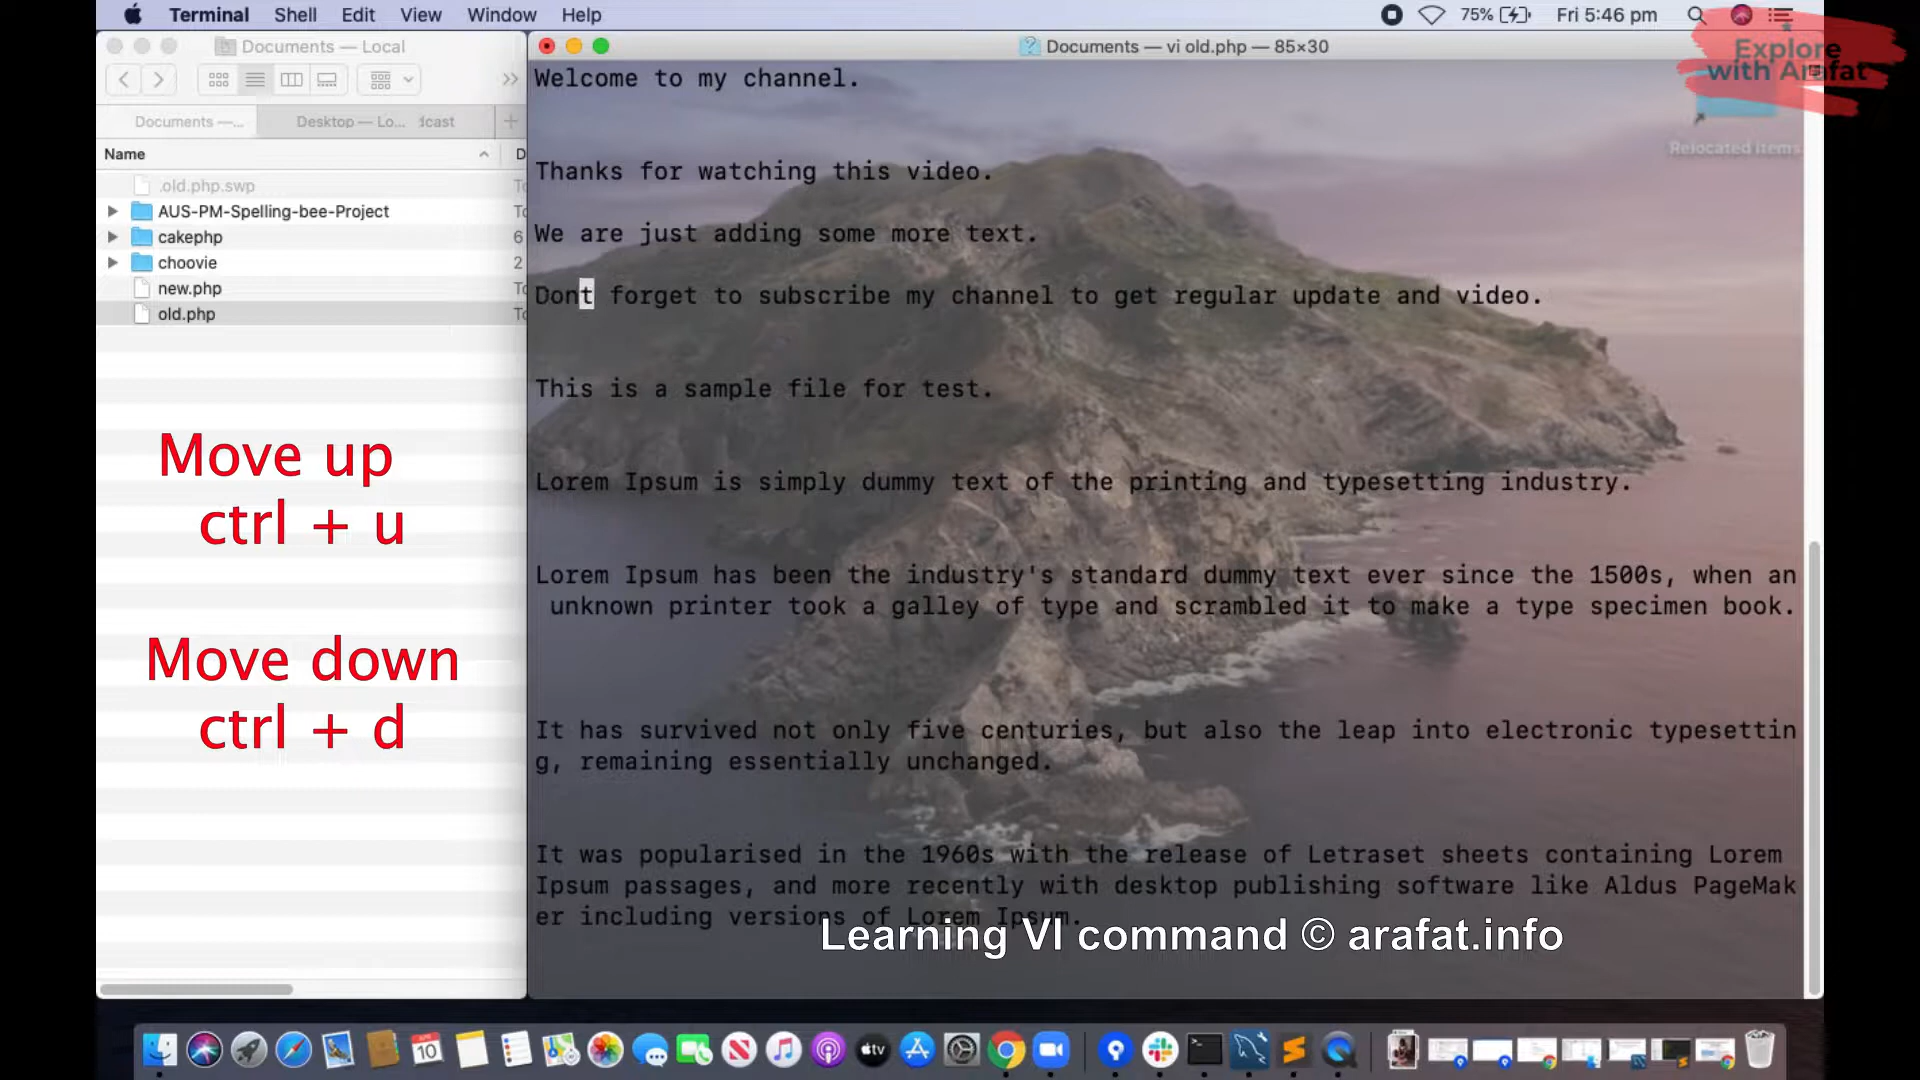 Terminal Shell Edit View Window Help
75% Fri 5:46 pm
Explore
with Arafat
Documents — Local
Documents — vi old.php — 85×30
Documents —... Desktop — Lo... dcast
Name
.old.php.swp
AUS-PM-Spelling-bee-Project
cakephp
choovie
new.php
old.php
Relocated Items
Welcome to my channel.
Thanks for watching this video.
We are just adding some more text.
Dont forget to subscribe my channel to get regular update and video.
This is a sample file for test.
Lorem Ipsum is simply dummy text of the printing and typesetting industry.
Lorem Ipsum has been the industry's standard dummy text ever since the 1500s, when an
unknown printer took a galley of type and scrambled it to make a type specimen book.
It has survived not only five centuries, but also the leap into electronic typesettin
g, remaining essentially unchanged.
It was popularised in the 1960s with the release of Letraset sheets containing Lorem
Ipsum passages, and more recently with desktop publishing software like Aldus PageMak
er including versions of Lorem Ipsum.
Move up
ctrl + u
Move down
ctrl + d
Learning VI command © arafat.info
APR
10
tv